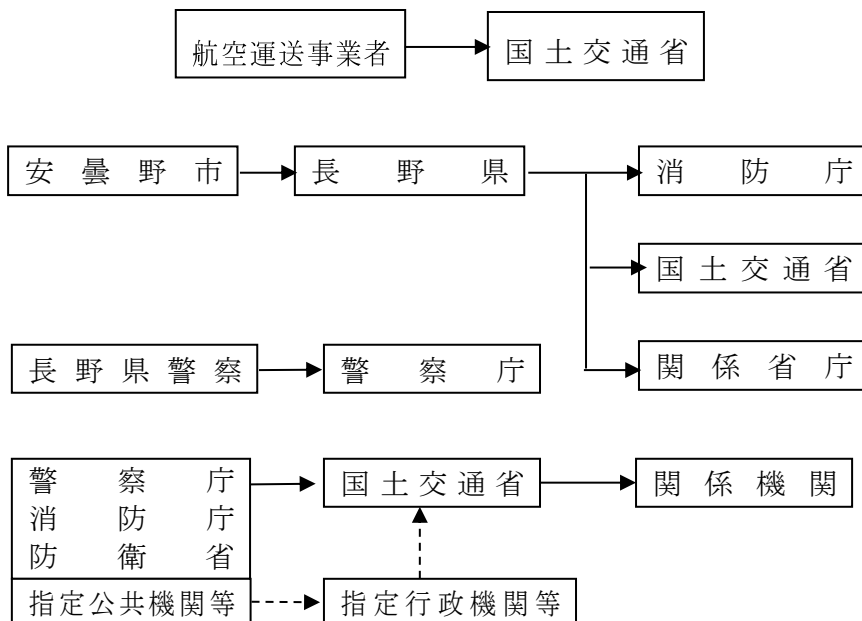 航空運送事業者
国土交通省
安曇野市
長野県
消防庁
国土交通省
長野県警察
警察庁
関係省庁
警察庁
消防庁
防衛省
国土交通省
関係機関
指定公共機関等
指定行政機関等